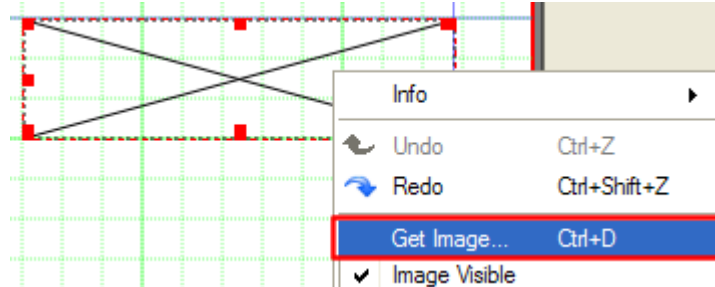 Info
Undo Ctrl+Z
Redo Ctrl+Shift+Z
Get Image... Ctrl+D
Image Visible